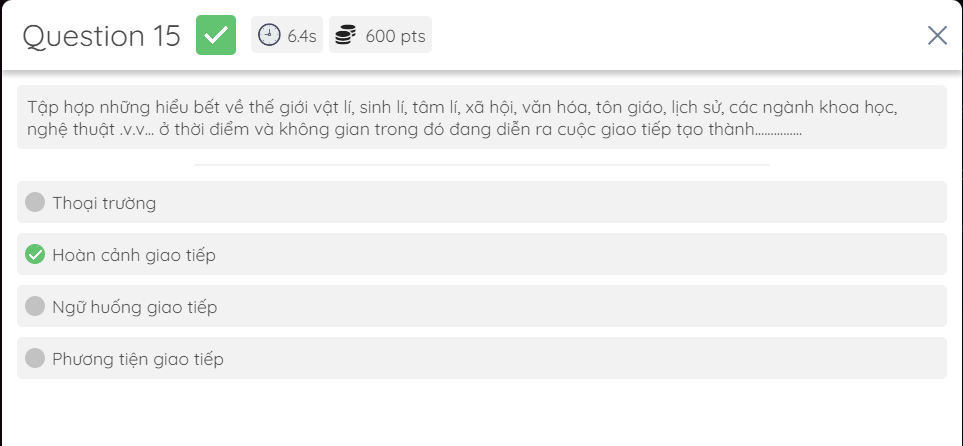 Question 15
6.4s
600 pts
Tập hợp những hiểu bết về thế giới vật lí, sinh lí, tâm lí, xã hội, văn hóa, tôn giáo, lịch sử, các ngành khoa học,
nghệ thuật .v.v... ở thời điểm và không gian trong đó đang diễn ra cuộc giao tiếp tạo thành...............
Thoại trường
Hoàn cảnh giao tiếp
Ngữ huống giao tiếp
Phương tiện giao tiếp